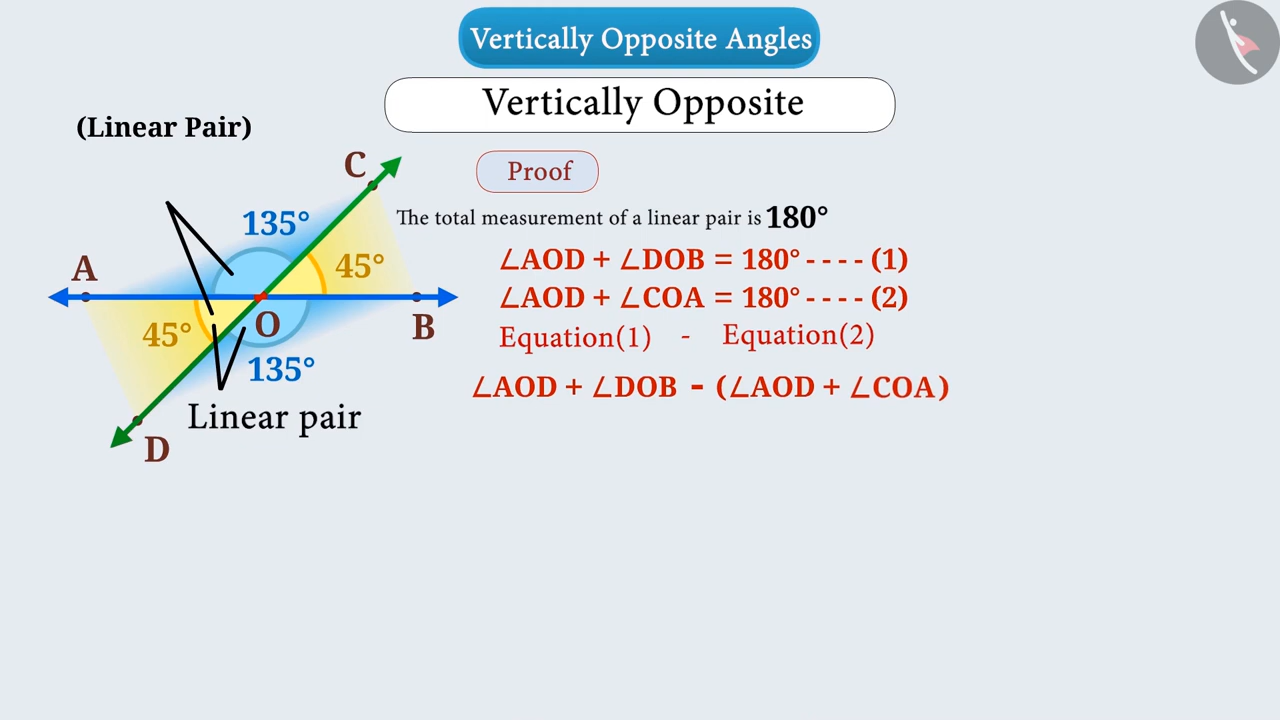 Vertically Opposite Angles
Vertically Opposite
(Linear Pair)
Proof
The total measurement of a linear pair is 180°
∠AOD + ∠DOB = 180° - - - - (1)
∠AOD + ∠COA = 180° - - - - (2)
Equation(1) - Equation(2)
∠AOD + ∠DOB - (∠AOD + ∠COA)
C
135°
45°
A
O
B
45°
135°
Linear pair
D